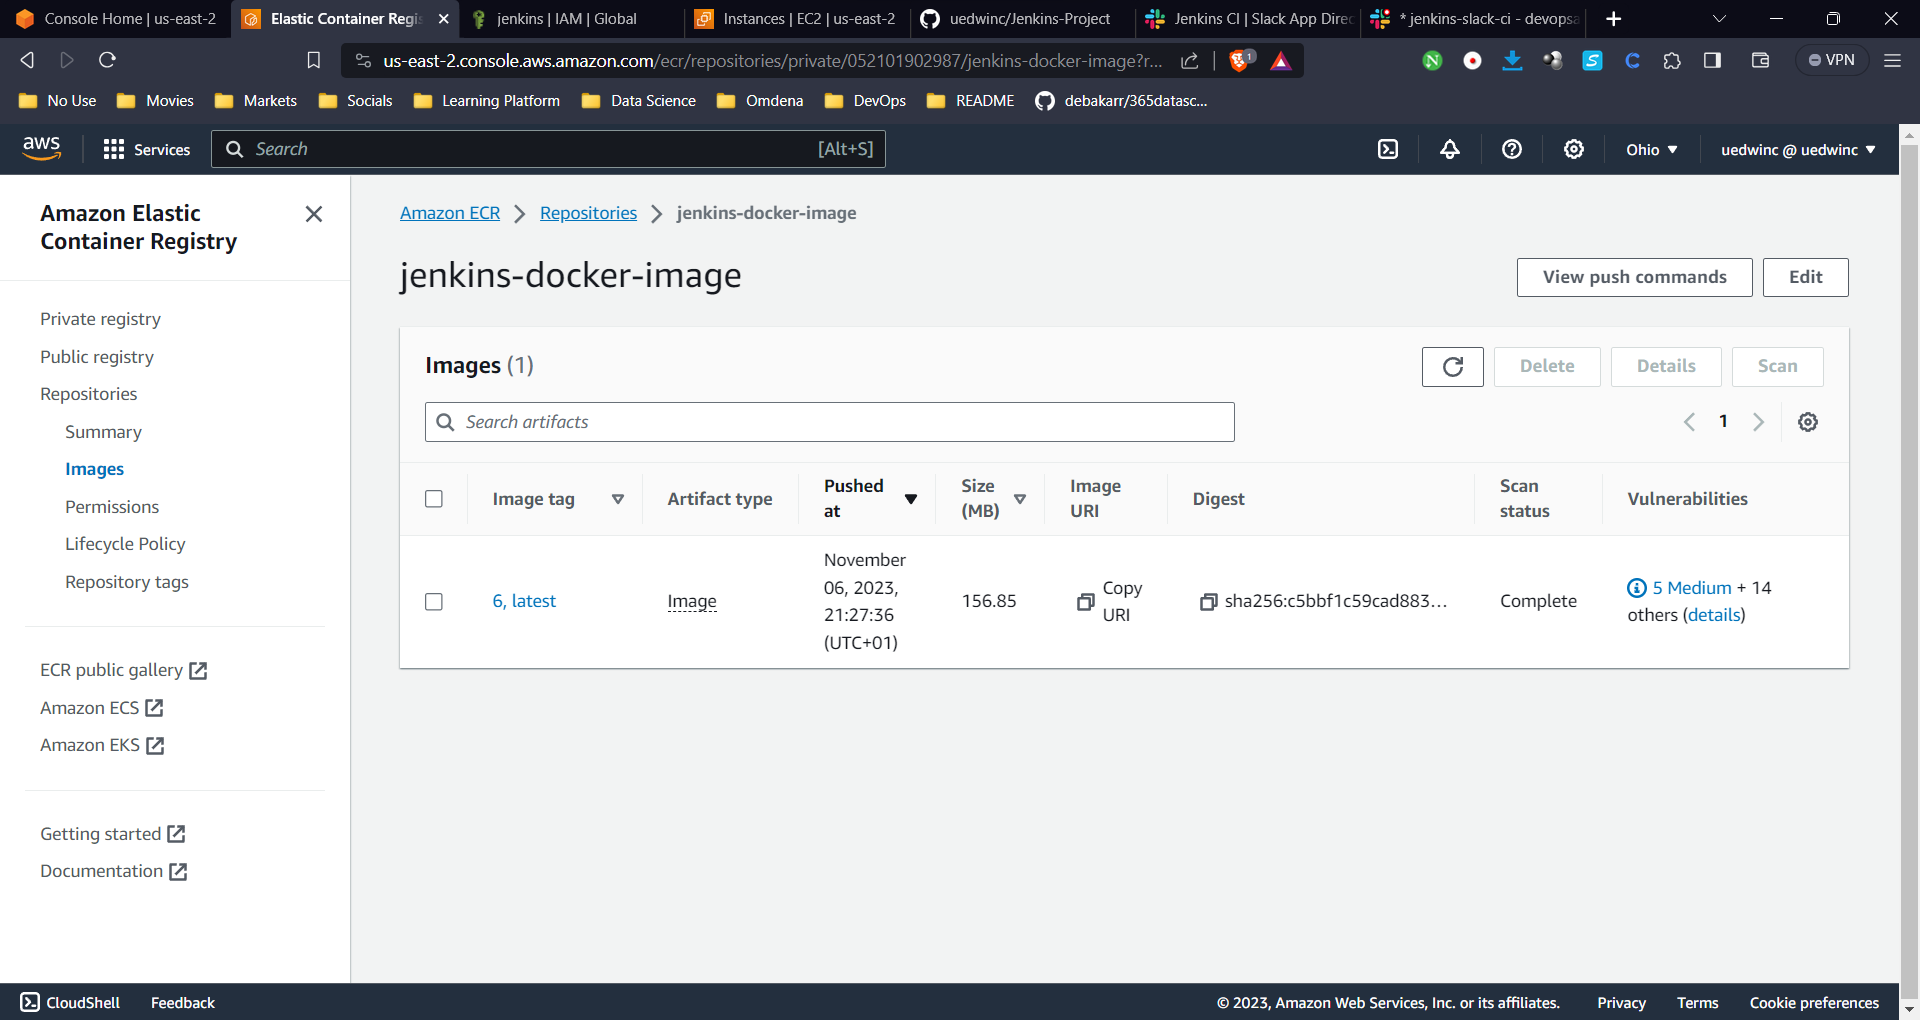 Console Home | us-east-2
Elastic Container Regis
jenkins | IAM | Global
Instances | EC2 | us-east-2
uedwinc/Jenkins-Project
Jenkins CI | Slack App Direc
* jenkins-slack-ci - devopsa
us-east-2.console.aws.amazon.com/ecr/repositories/private/052101902987/jenkins-docker-image?r...
1
N
S
C
VPN
No Use
Movies
Markets
Socials
Learning Platform
Data Science
Omdena
DevOps
README
debakarr/365datasc...
aws
Services
Search
[Alt+S]
Ohio
uedwinc @ uedwinc
Amazon Elastic
Container Registry
Private registry
Public registry
Repositories
Summary
Images
Permissions
Lifecycle Policy
Repository tags
ECR public gallery
Amazon ECS
Amazon EKS
Getting started
Documentation
Amazon ECR
Repositories
jenkins-docker-image
jenkins-docker-image
View push commands
Edit
Images (1)
Delete
Details
Scan
Search artifacts
1
Image tag
Artifact type
Pushed
at
Size
(MB)
Image
URI
Digest
Scan
status
Vulnerabilities
6, latest
Image
November
06, 2023,
21:27:36
(UTC+01)
156.85
Copy
URI
sha256:c5bbf1c59cad883...
Complete
5 Medium + 14
others (details)
CloudShell
Feedback
© 2023, Amazon Web Services, Inc. or its affiliates.
Privacy
Terms
Cookie preferences